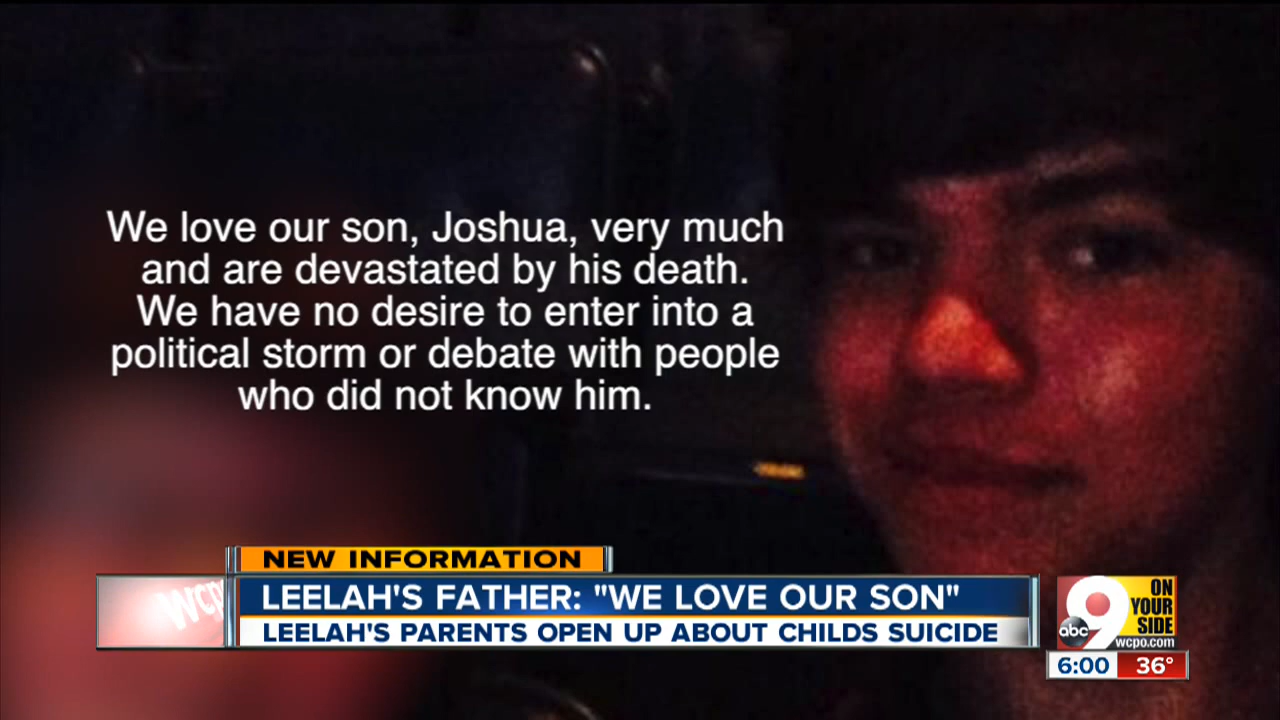 We love our son, Joshua, very much
and are devastated by his death.
We have no desire to enter into a
political storm or debate with people
who did not know him.
NEW INFORMATION
LEELAH'S FATHER: "WE LOVE OUR SON"
LEELAH'S PARENTS OPEN UP ABOUT CHILDS SUICIDE
wcp
abc 9 ON
YOUR
SIDE
wcpo.com
6:00 36°